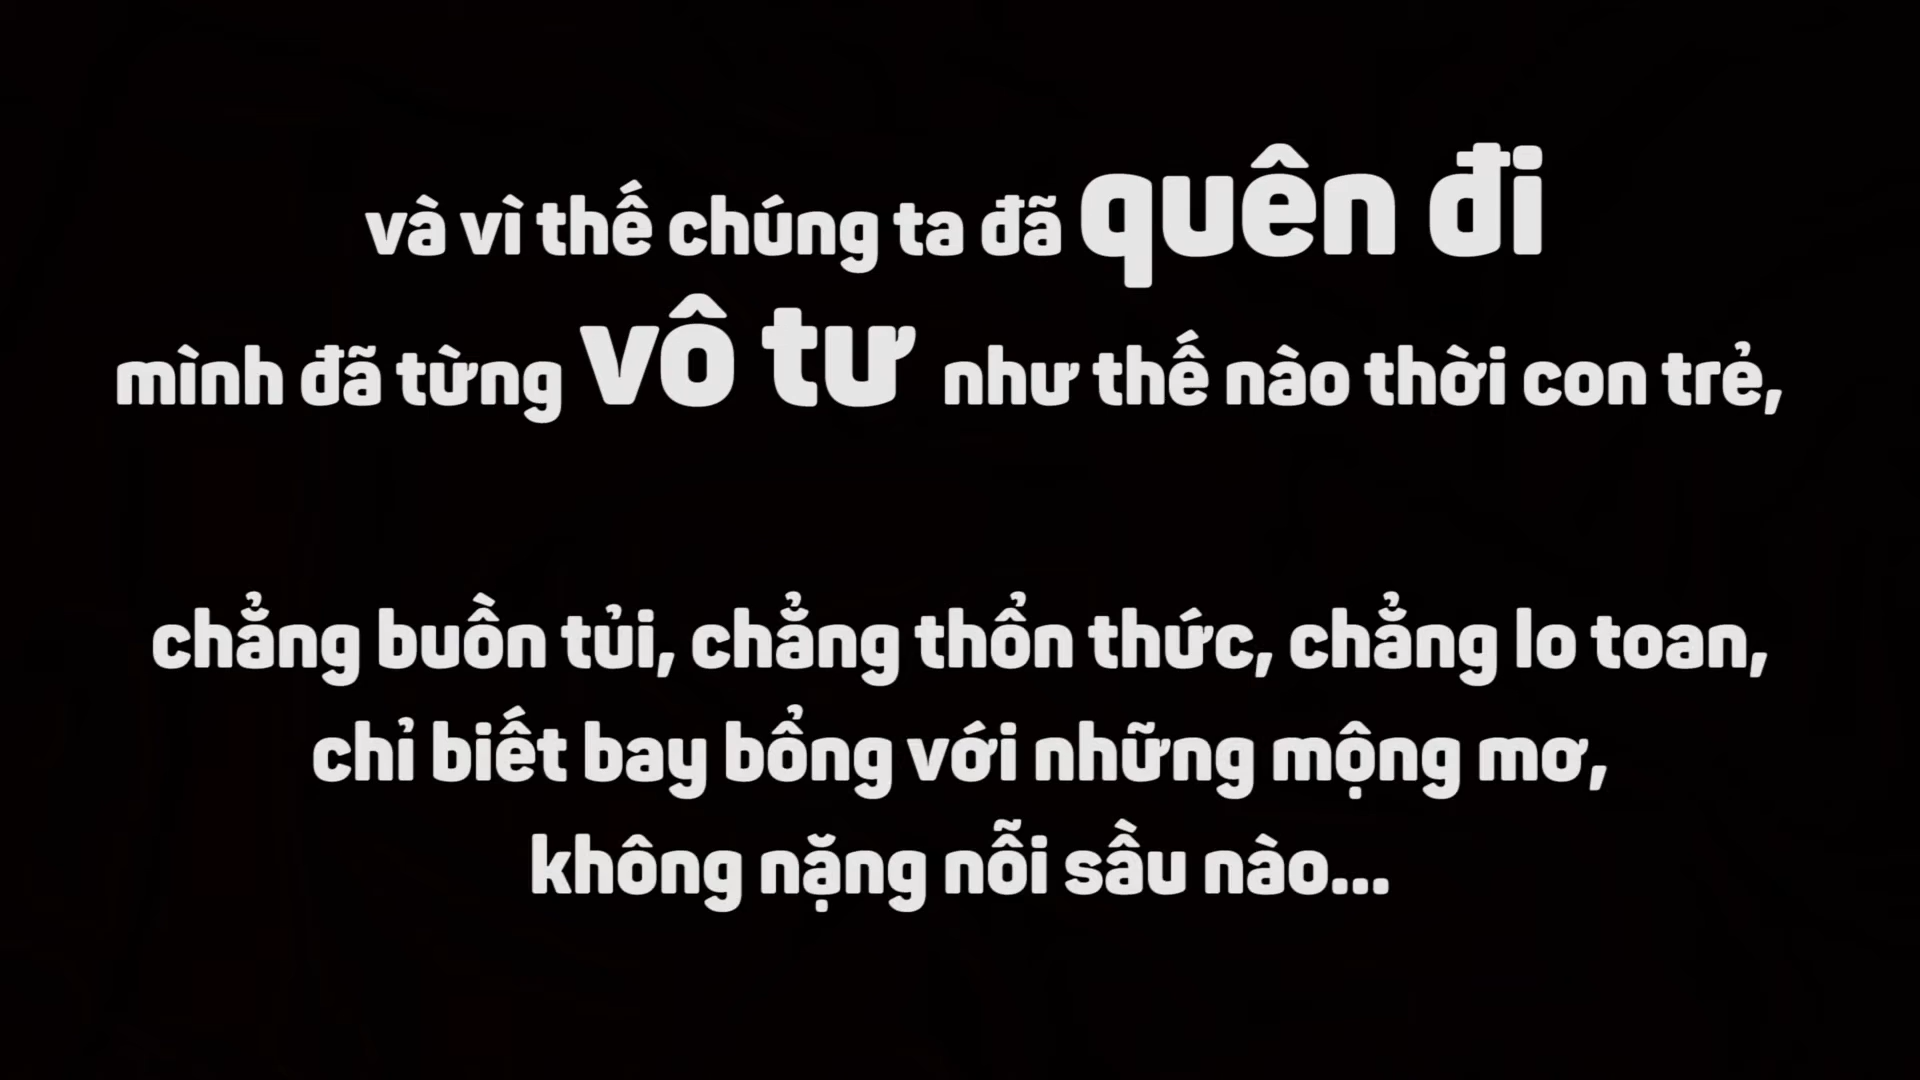 và vì thế chúng ta đã quên đi
mình đã từng vô tư như thế nào thời con trẻ,
chẳng buồn tủi, chẳng thổn thức, chẳng lo toan,
chỉ biết bay bổng với những mộng mơ,
không nặng nỗi sầu nào...